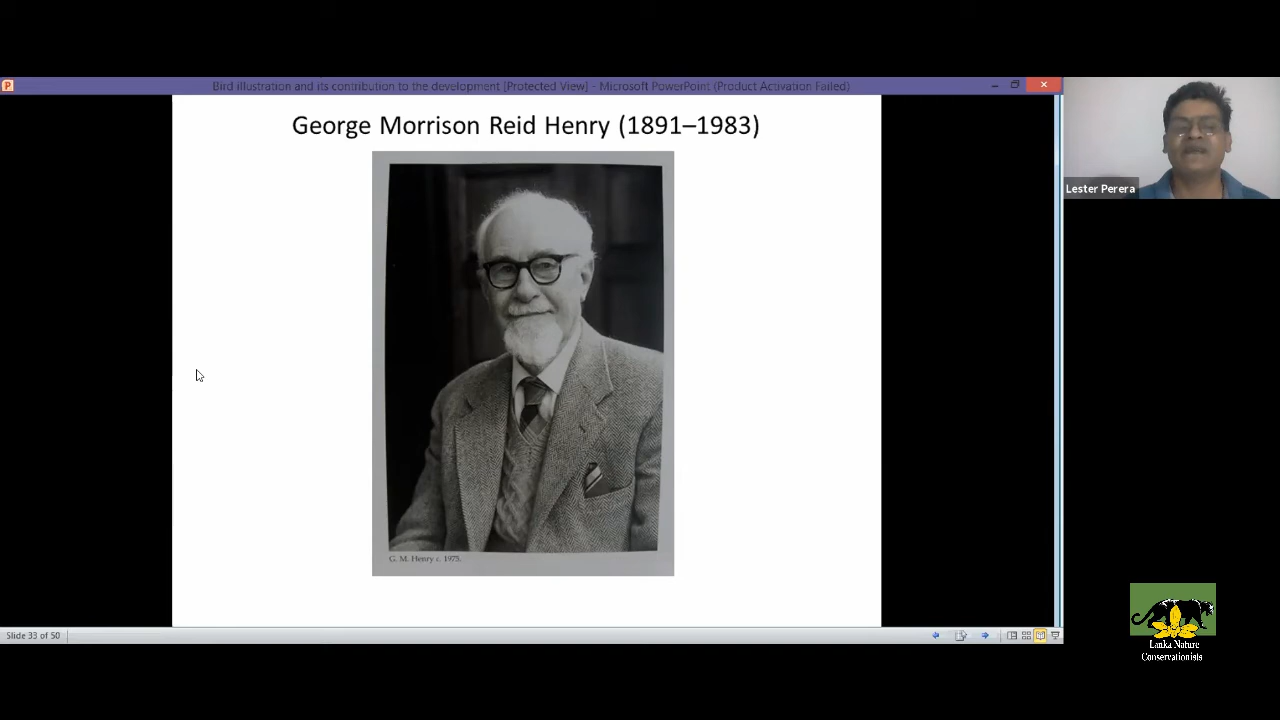 Bird illustration and its contribution to the development [Protected View] - Microsoft PowerPoint (Product Activation Failed)
George Morrison Reid Henry (1891–1983)
Lester Perera
G. M. Henry c. 1975.
Slide 33 of 50
Lanka Nature
Conservationists